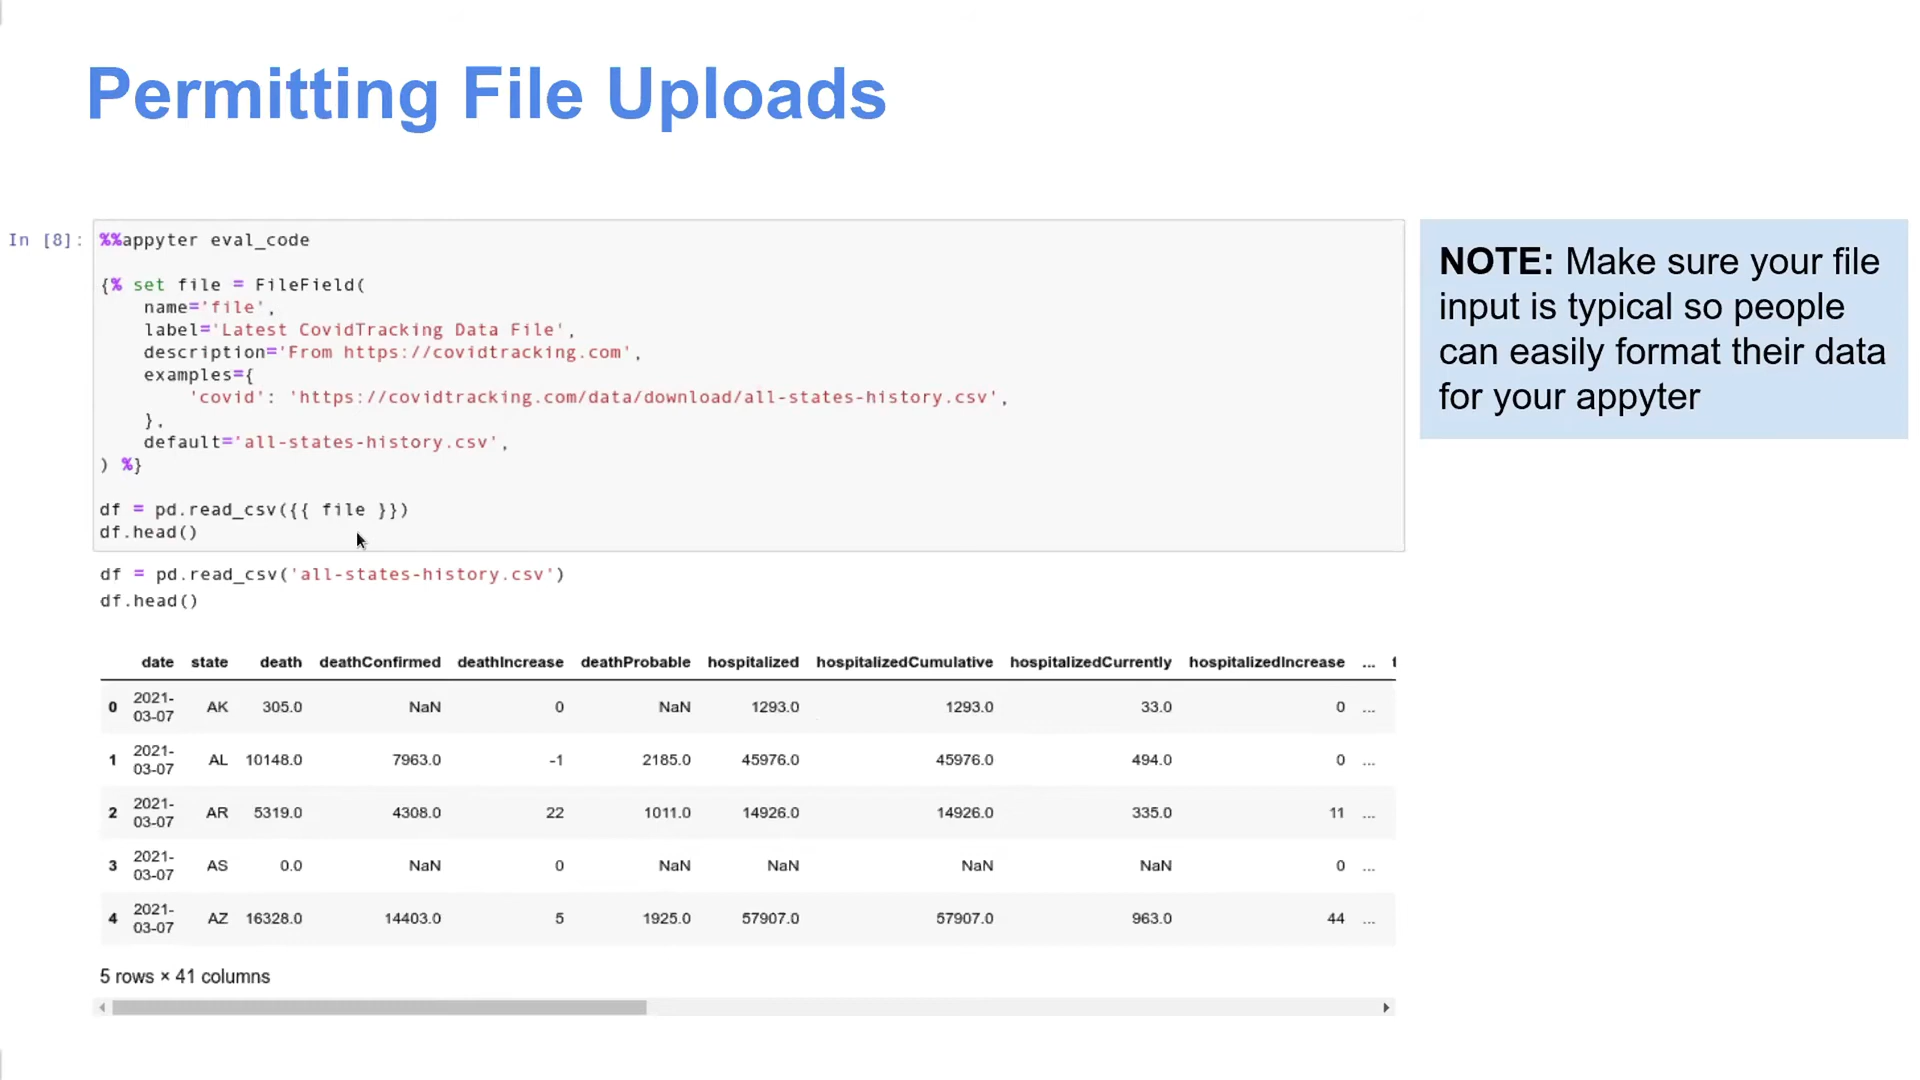 Permitting File Uploads
In [8]:
%%appyter eval_code
{% set file = FileField(
name='file',
label='Latest CovidTracking Data File',
description='From https://covidtracking.com',
examples={
'covid': 'https://covidtracking.com/data/download/all-states-history.csv',
},
default='all-states-history.csv',
) %}
df = pd.read_csv({{ file }})
df.head()
NOTE: Make sure your file
input is typical so people
can easily format their data
for your appyter
df = pd.read_csv('all-states-history.csv')
df.head()
date state death deathConfirmed deathIncrease deathProbable hospitalized hospitalizedCumulative hospitalizedCurrently hospitalizedIncrease ...
0 2021-03-07 AK 305.0 NaN 0 NaN 1293.0 1293.0 33.0 0 ...
1 2021-03-07 AL 10148.0 7963.0 -1 2185.0 45976.0 45976.0 494.0 0 ...
2 2021-03-07 AR 5319.0 4308.0 22 1011.0 14926.0 14926.0 335.0 11 ...
3 2021-03-07 AS 0.0 NaN 0 NaN NaN NaN NaN 0 ...
4 2021-03-07 AZ 16328.0 14403.0 5 1925.0 57907.0 57907.0 963.0 44 ...
5 rows × 41 columns